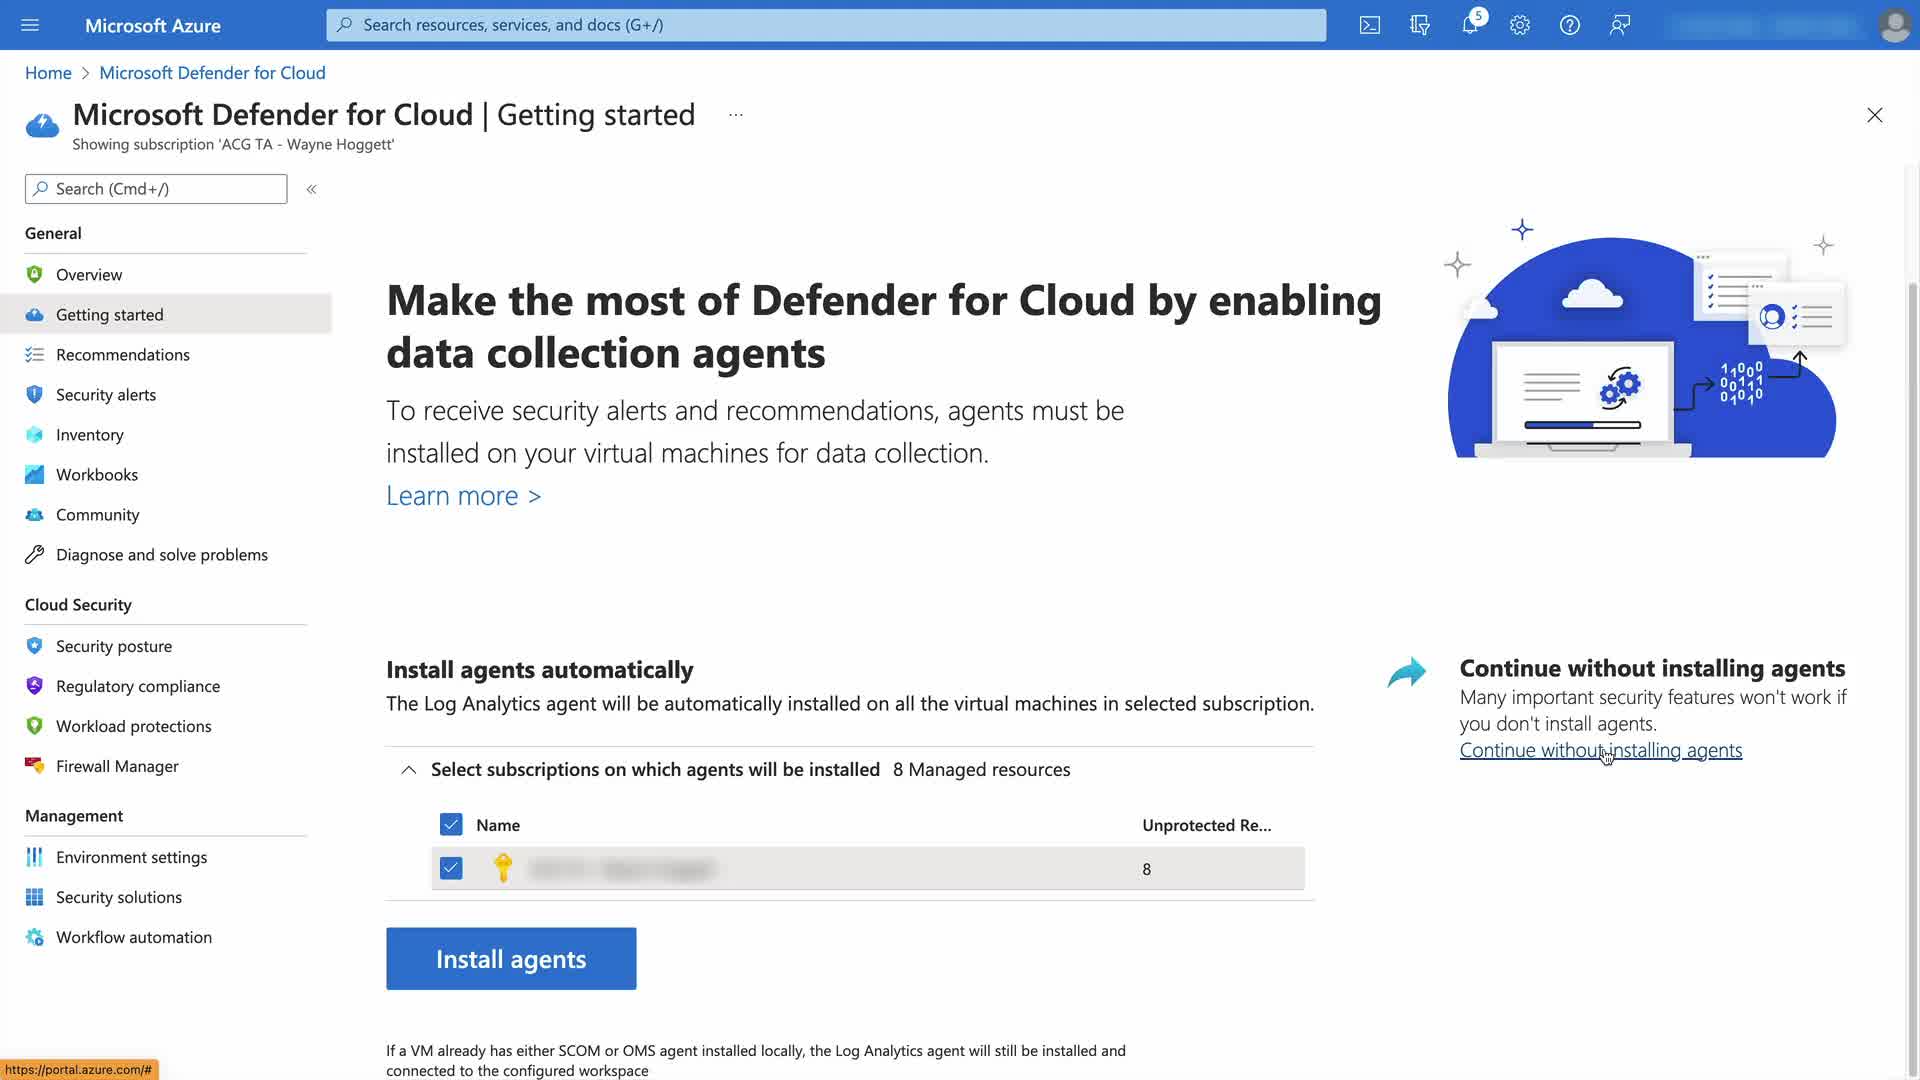 Microsoft Azure
Search resources, services, and docs (G+/)
5
Home > Microsoft Defender for Cloud
Microsoft Defender for Cloud | Getting started ...
Showing subscription 'ACG TA - Wayne Hoggett'
Search (Cmd+/)
«
General
Overview
Getting started
Recommendations
Security alerts
Inventory
Workbooks
Community
Diagnose and solve problems
Cloud Security
Security posture
Regulatory compliance
Workload protections
Firewall Manager
Management
Environment settings
Security solutions
Workflow automation
Make the most of Defender for Cloud by enabling
data collection agents
To receive security alerts and recommendations, agents must be
installed on your virtual machines for data collection.
Learn more >
11000
00111
01010
Install agents automatically
The Log Analytics agent will be automatically installed on all the virtual machines in selected subscription.
Select subscriptions on which agents will be installed 8 Managed resources
Name Unprotected Re...
8
Install agents
If a VM already has either SCOM or OMS agent installed locally, the Log Analytics agent will still be installed and
connected to the configured workspace
Continue without installing agents
Many important security features won't work if
you don't install agents.
Continue without installing agents
https://portal.azure.com/#